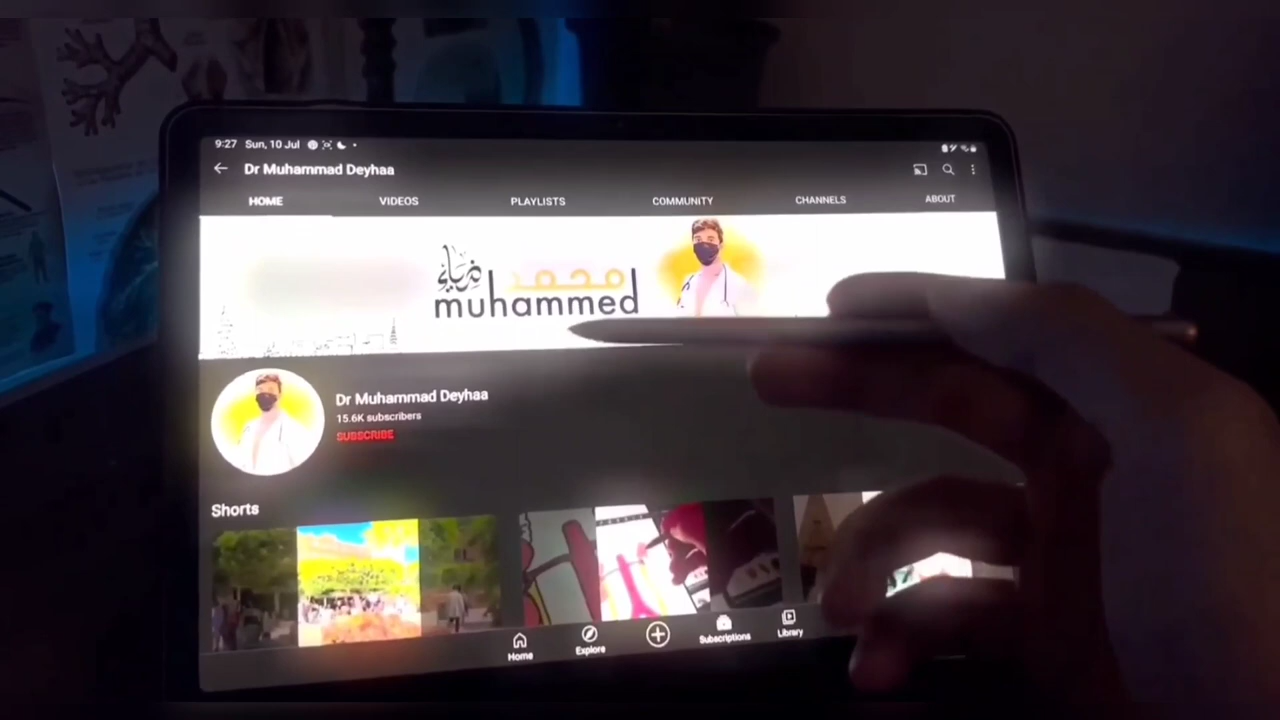 9:27 Sun, 10 Jul
Dr Muhammad Deyhaa
HOME VIDEOS PLAYLISTS COMMUNITY CHANNELS ABOUT
ضياء محمد
muhammed
Dr Muhammad Deyhaa
15.6K subscribers
SUBSCRIBE
Shorts
Home Explore Subscriptions Library